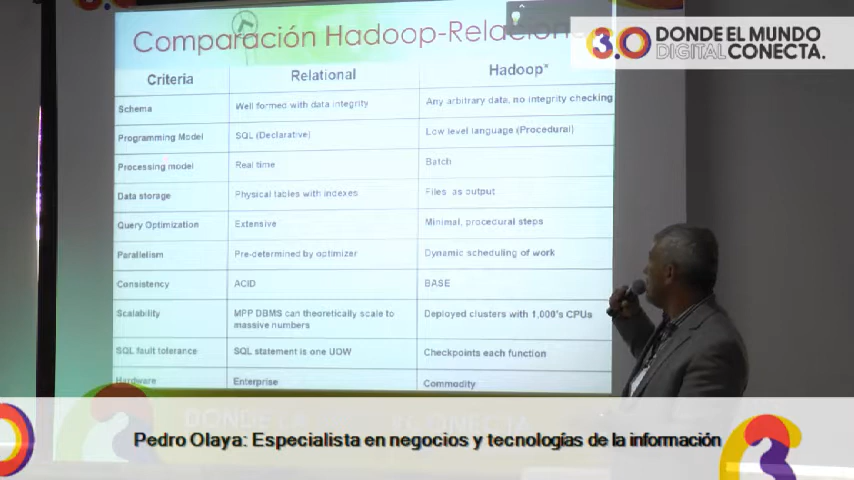 Comparación Hadoop-Relacional
3.0 DONDE EL MUNDO
DIGITAL CONECTA.
Criteria Relational Hadoop*
Schema Well formed with data integrity Any arbitrary data, no integrity checking
Programming Model SQL (Declarative) Low level language (Procedural)
Processing model Real time Batch
Data storage Physical tables with indexes Files as output
Query Optimization Extensive Minimal, procedural steps
Parallelism Pre-determined by optimizer Dynamic scheduling of work
Consistency ACID BASE
Scalability MPP DBMS can theoretically scale to Deployed clusters with 1,000's CPUs
massive numbers
SQL fault tolerance SQL statement is one UOW Checkpoints each function
Hardware Enterprise Commodity
Pedro Olaya: Especialista en negocios y tecnologías de la información